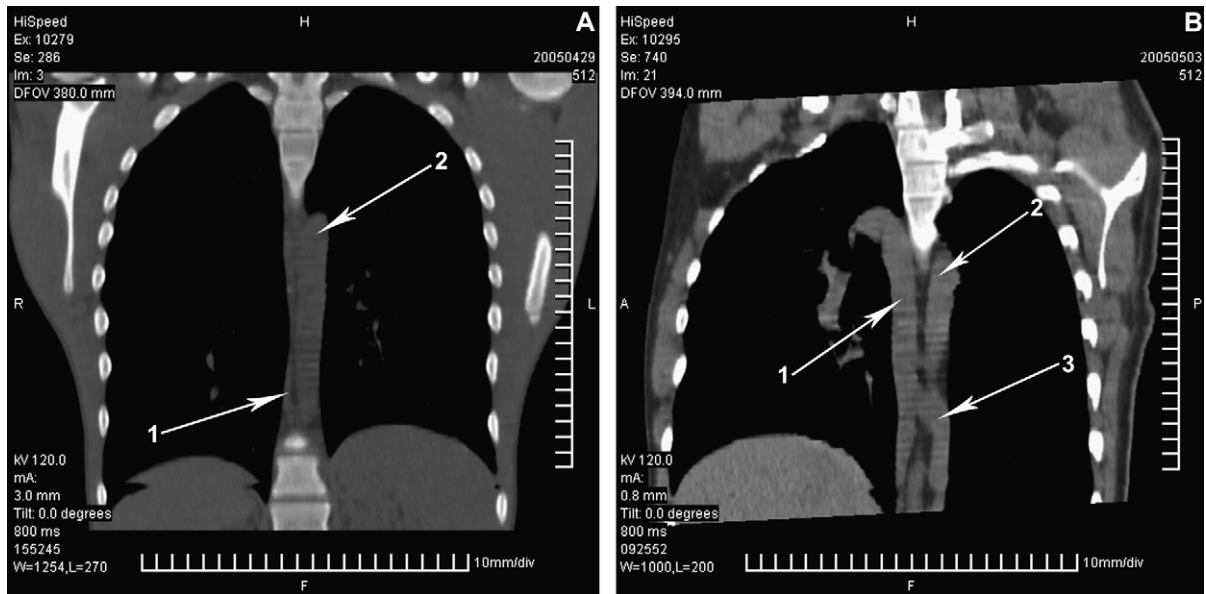 HiSpeed
Ex: 10279
Se: 286
Im: 3
DFOV 380.0 mm
H
A
20050429
512
2
R
L
1
kV 120.0
mA:
3.0 mm
Tilt: 0.0 degrees
800 ms
155245
W=1254,L=270
10mm/div
F
HiSpeed
Ex: 10295
Se: 740
Im: 21
DFOV 394.0 mm
H
B
20050503
512
2
A
P
1
3
kV 120.0
mA:
0.8 mm
Tilt: 0.0 degrees
800 ms
092552
W=1000,L=200
10mm/div
F